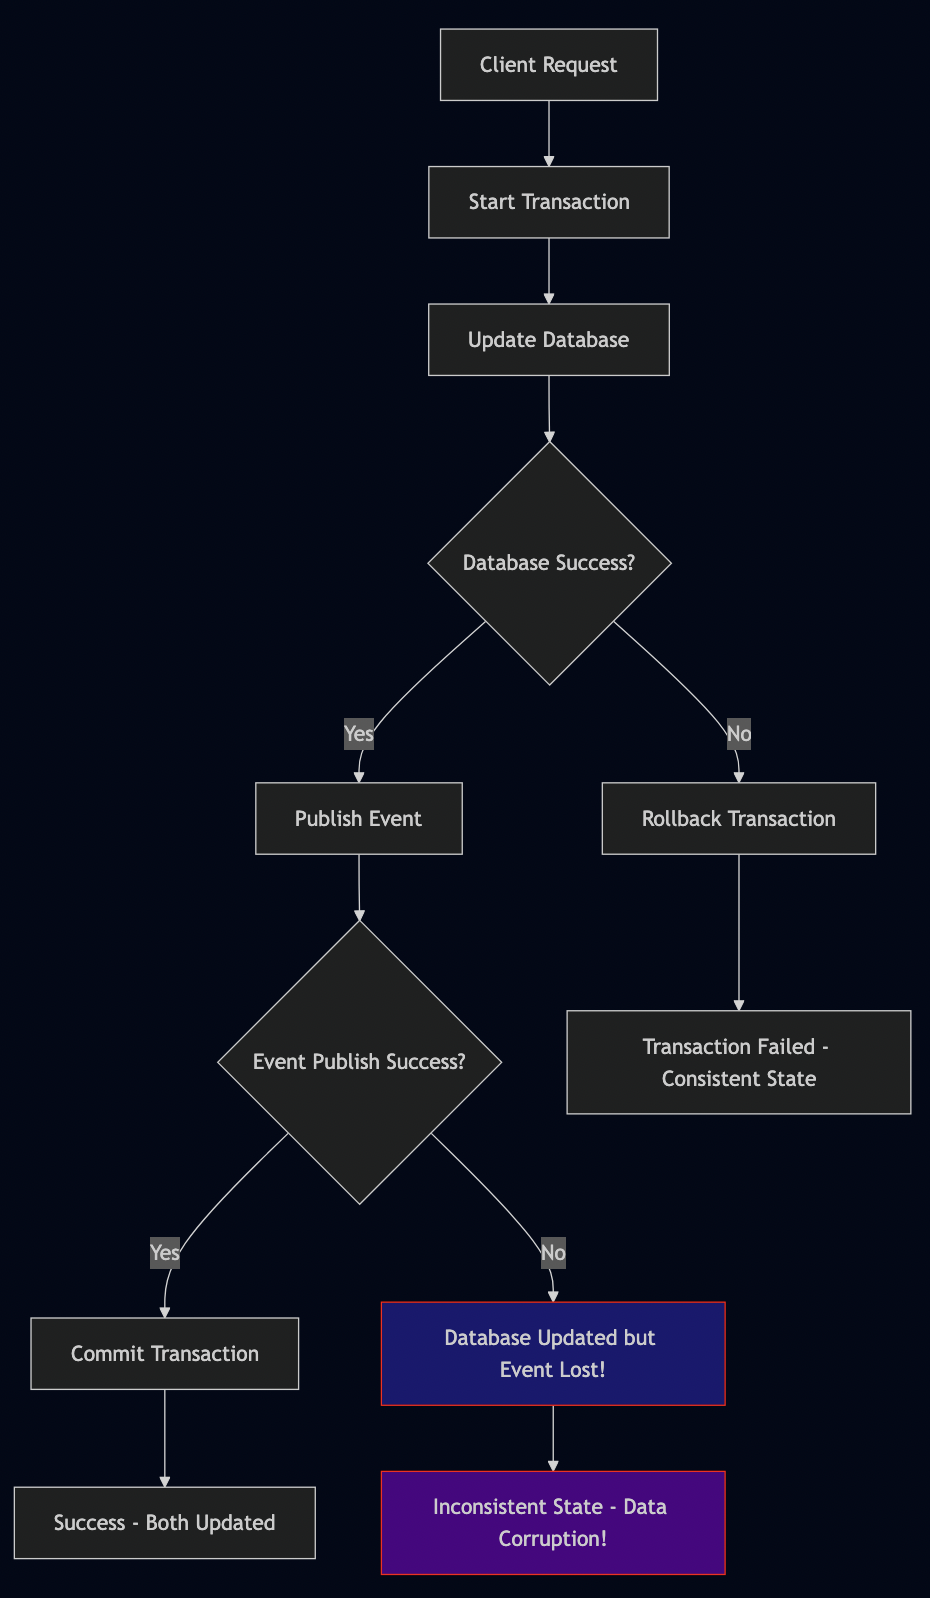 Client Request
Start Transaction
Update Database
Database Success?
Yes
No
Publish Event
Rollback Transaction
Event Publish Success?
Transaction Failed -
Consistent State
Yes
No
Commit Transaction
Database Updated but
Event Lost!
Success - Both Updated
Inconsistent State - Data
Corruption!